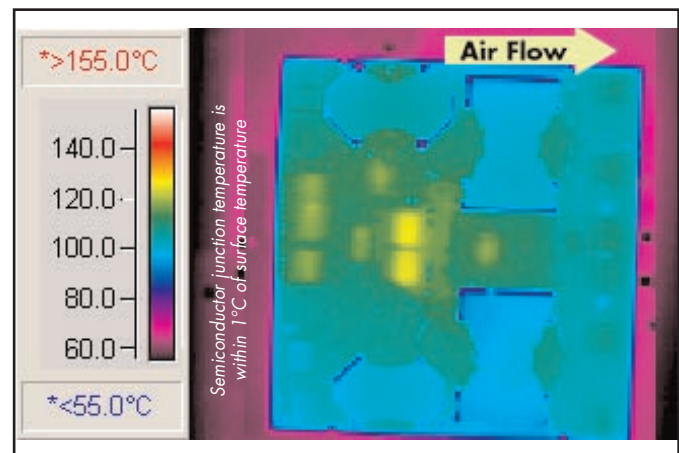 *>155.0°C
140.0
120.0
100.0
80.0
60.0
*<55.0°C
Semiconductor junction temperature is
within 1°C of surface temperature
Air Flow